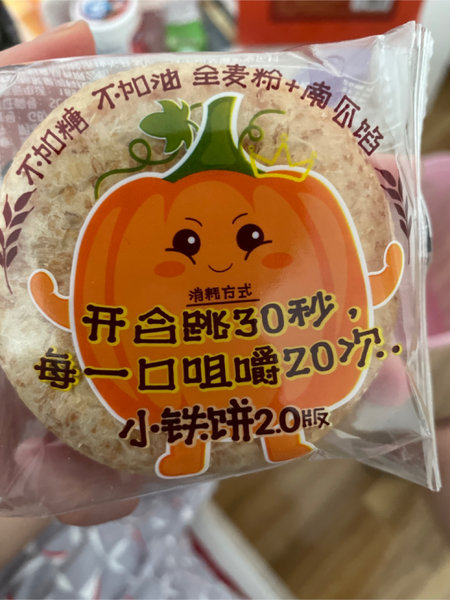 不加糖 不加油 全麦粉+南瓜馅
消耗方式
开合跳30秒，
每一口咀嚼20次..
小铁饼2.0版